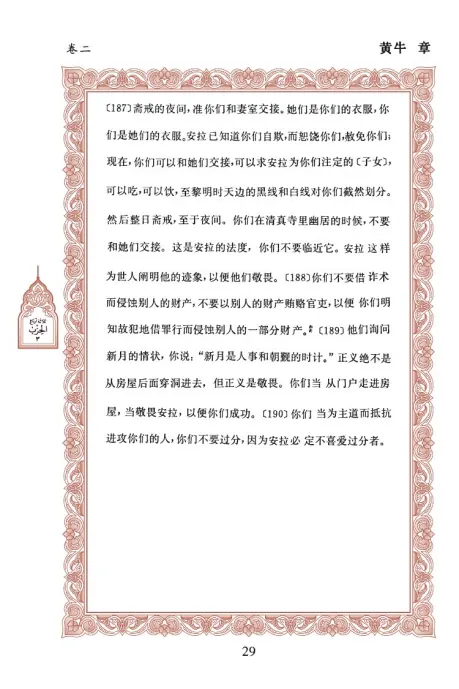 卷二
黄牛 章
〔187〕斋戒的夜间，准你们和妻室交接。她们是你们的衣服，你
们是她们的衣服。安拉已知道你们自欺，而恕饶你们，赦免你们；
现在，你们可以和她们交接，可以求安拉为你们注定的〔子女〕，
可以吃，可以饮，至黎明时天边的黑线和白线对你们截然划分。
然后整日斋戒，至于夜间。你们在清真寺里幽居的时候，不要
和她们交接。这是安拉的法度，你们不要临近它。安拉这样
为世人阐明他的迹象，以便他们敬畏。〔188〕你们不要借诈术
而侵蚀别人的财产，不要以别人的财产贿赂官吏，以便你们明
知故犯地借罪行而侵蚀别人的一部分财产。〔189〕他们询问
新月的情状，你说：“新月是人事和朝觐的时计。”正义绝不是
从房屋后面穿洞进去，但正义是敬畏。你们当从门户走进房
屋，当敬畏安拉，以便你们成功。〔190〕你们当为主道而抵抗
进攻你们的人，你们不要过分，因为安拉必定不喜爱过分者。
الحزب
٣
29